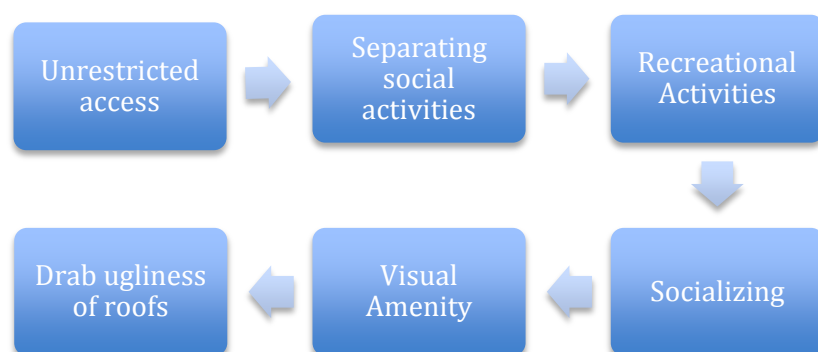 Unrestricted
access
Separating
social
activities
Recreational
Activities
Socializing
Visual
Amenity
Drab ugliness
of roofs